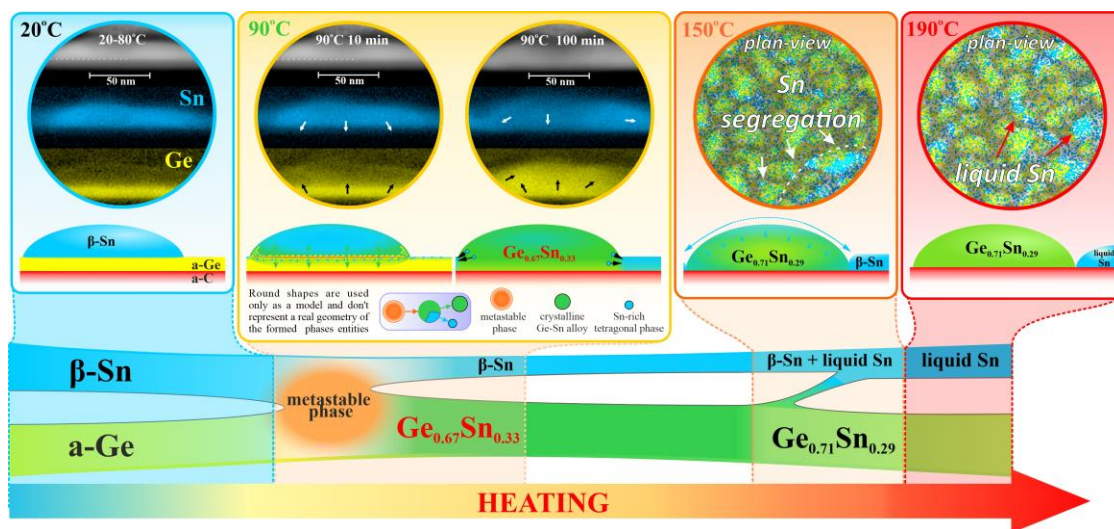 20°C
20-80°C
50 nm
Sn
Ge
β-Sn
a-Ge
a-C
90°C
90°C 10 min
50 nm
90°C 100 min
50 nm
Ge0.67Sn0.33
Round shapes are used
only as a model and don't
represent a real geometry of
the formed phases entities
metastable
phase
crystalline
Ge-Sn alloy
Sn-rich
tetragonal phase
150°C
plan-view
Sn
segregation
Ge0.71Sn0.29
β-Sn
190°C
plan-view
liquid Sn
Ge0.71Sn0.29
liquid
Sn
β-Sn
a-Ge
metastable
phase
β-Sn
Ge0.67Sn0.33
β-Sn + liquid Sn
Ge0.71Sn0.29
liquid Sn
HEATING